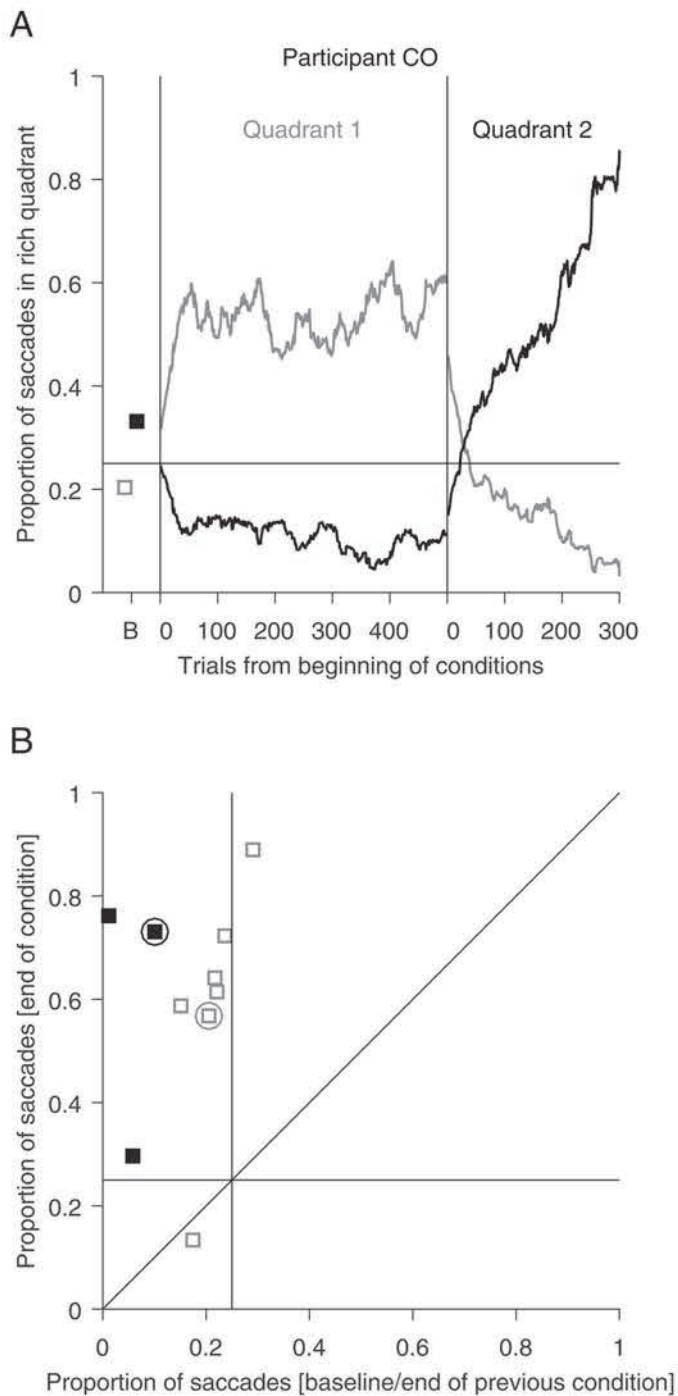 A
Participant CO
Quadrant 1
Quadrant 2
Proportion of saccades in rich quadrant
1
0.8
0.6
0.4
0.2
0
B 0 100 200 300 400 0 100 200 300
Trials from beginning of conditions
B
Proportion of saccades [end of condition]
1
0.8
0.6
0.4
0.2
0
0 0.2 0.4 0.6 0.8 1
Proportion of saccades [baseline/end of previous condition]